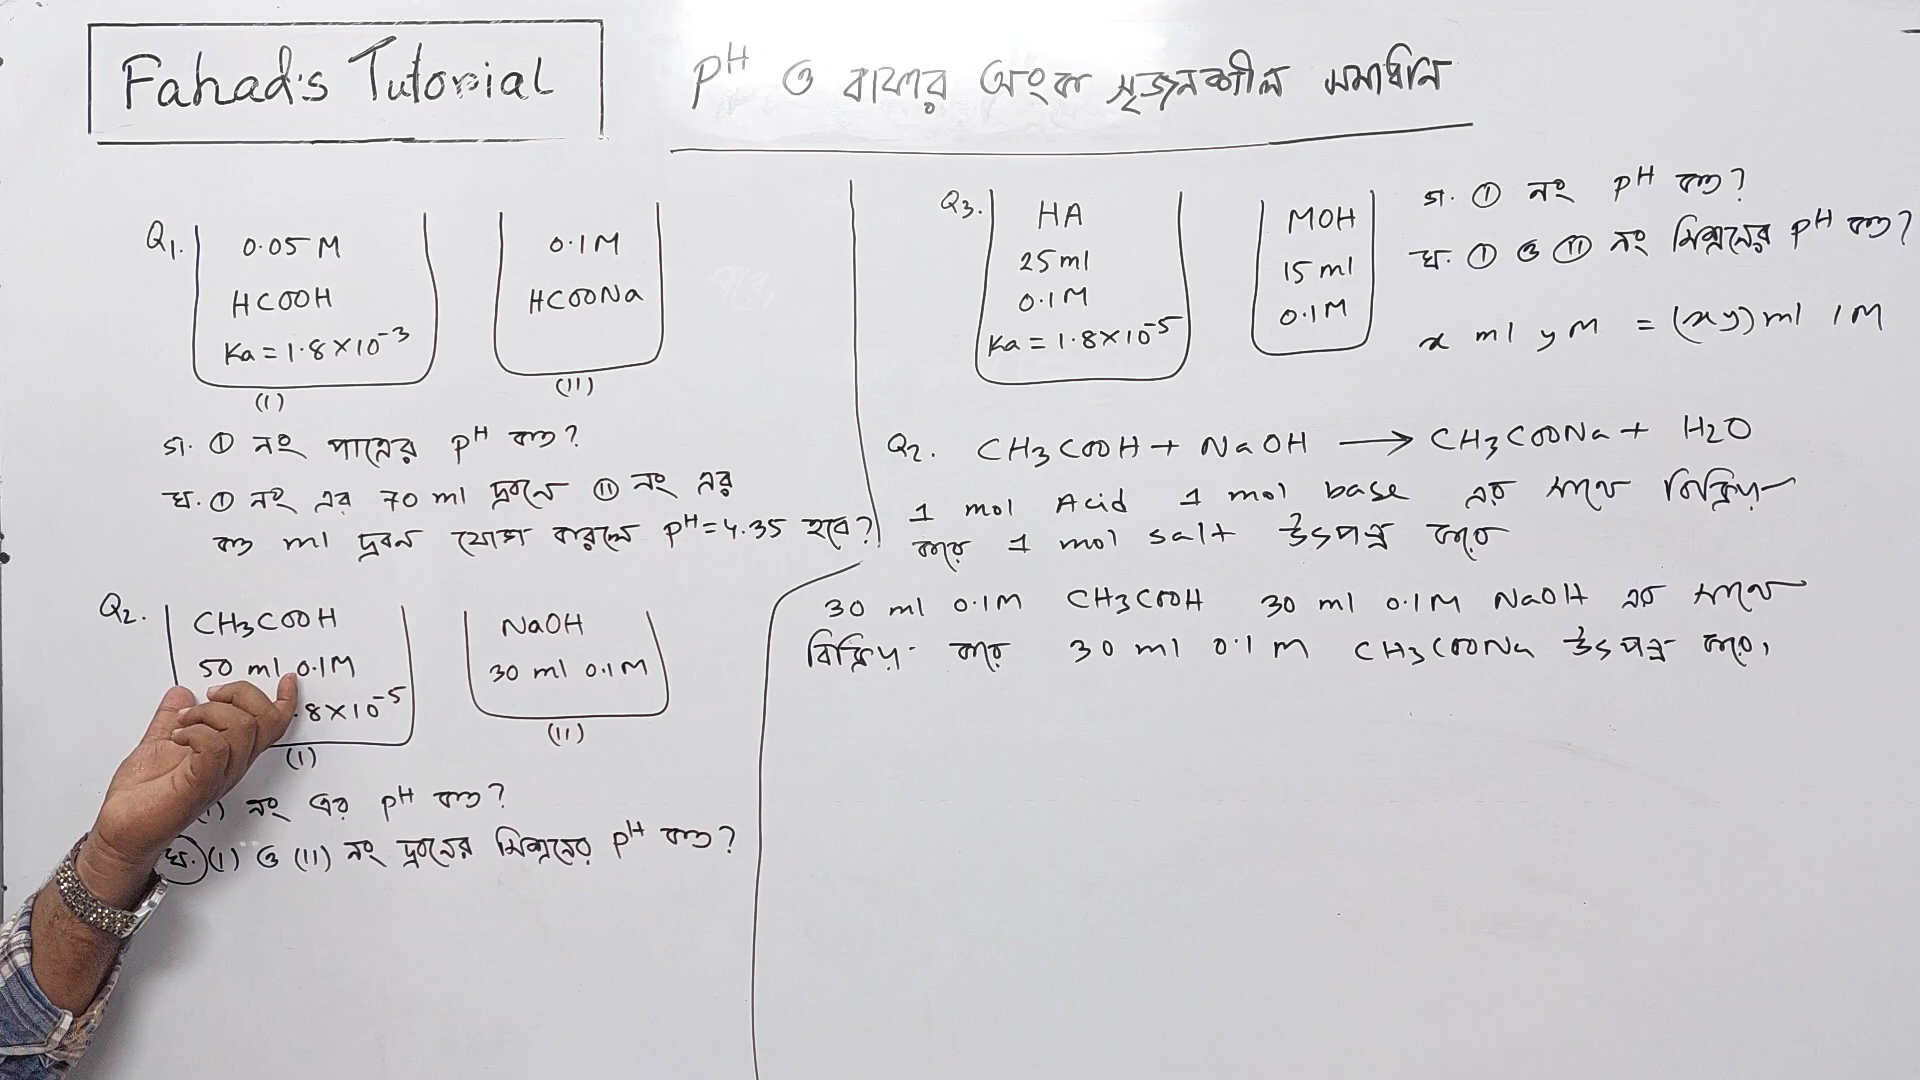 Fahad's Tutorial
pH ও বাফার অংক সৃজনশীল সমাধান
Q1.
0.05 M
HCOOH
Ka = 1.8×10⁻³
(I)
0.1M
HCOONa
(II)
গ. ① নং পাত্রের pH কত?
ঘ. ① নং এর 70 ml দ্রবনে ⑪ নং এর
কত ml দ্রবন যোগ করলে pH=4.35 হবে?
Q2.
CH3COOH
50 ml 0.1M
.8×10⁻⁵
(I)
NaOH
30 ml 0.1M
(II)
(I) নং এর pH কত?
ঘ. (I) ও (II) নং দ্রবনের মিশ্রনের pH কত?
Q3.
HA
25 ml
0.1M
Ka = 1.8×10⁻⁵
MOH
15 ml
0.1M
গ. ① নং pH কত?
ঘ. ① ও ⑪ নং মিশ্রনের pH কত?
x ml y M = (xy) ml 1M
Q2. CH3COOH + NaOH ⟶ CH3COONa + H2O
1 mol Acid 1 mol base এর সাথে বিক্রিয়া
করে 1 mol salt উৎপন্ন করে
30 ml 0.1M CH3COOH 30 ml 0.1M NaOH এর সাথে
বিক্রিয়া করে 30 ml 0.1 M CH3COONa উৎপন্ন করে।